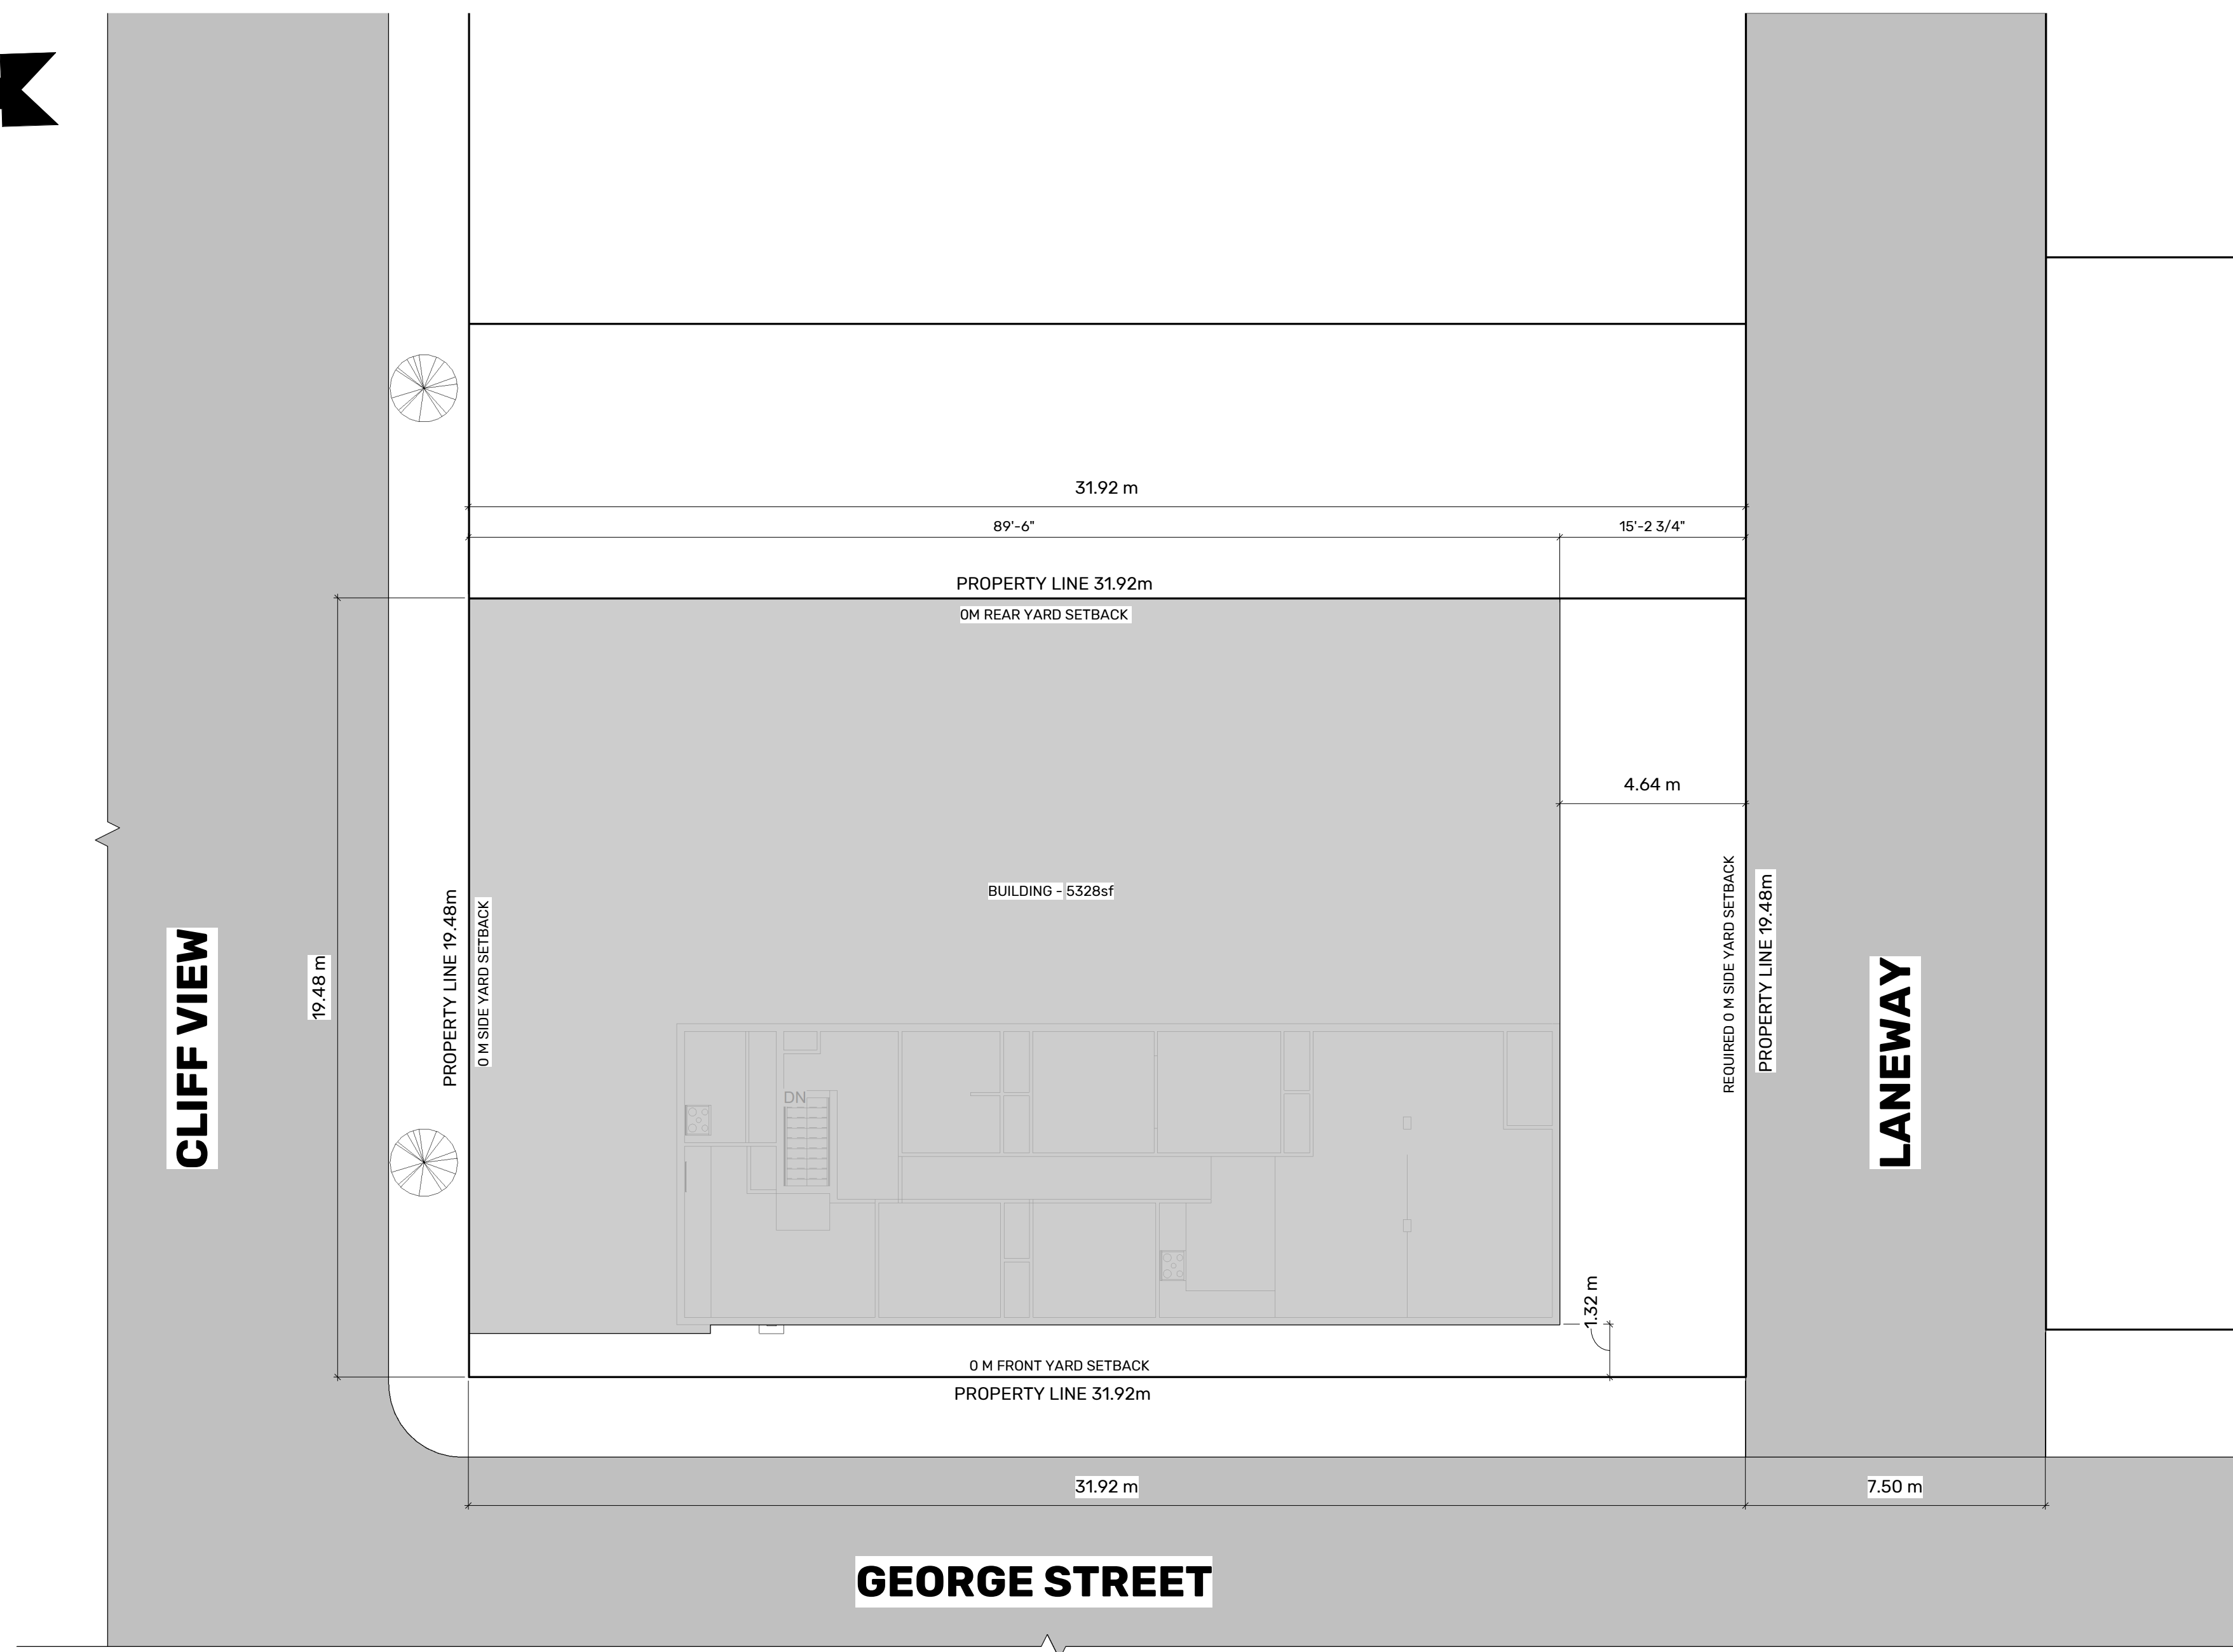 31.92 m
89'-6"
15'-2 3/4"
PROPERTY LINE 31.92m
0M REAR YARD SETBACK
4.64 m
BUILDING - 5328sf
CLIFF VIEW
19.48 m
PROPERTY LINE 19.48m
0 M SIDE YARD SETBACK
REQUIRED 0 M SIDE YARD SETBACK
PROPERTY LINE 19.48m
LANEWAY
DN
1.32 m
0 M FRONT YARD SETBACK
PROPERTY LINE 31.92m
31.92 m
7.50 m
GEORGE STREET